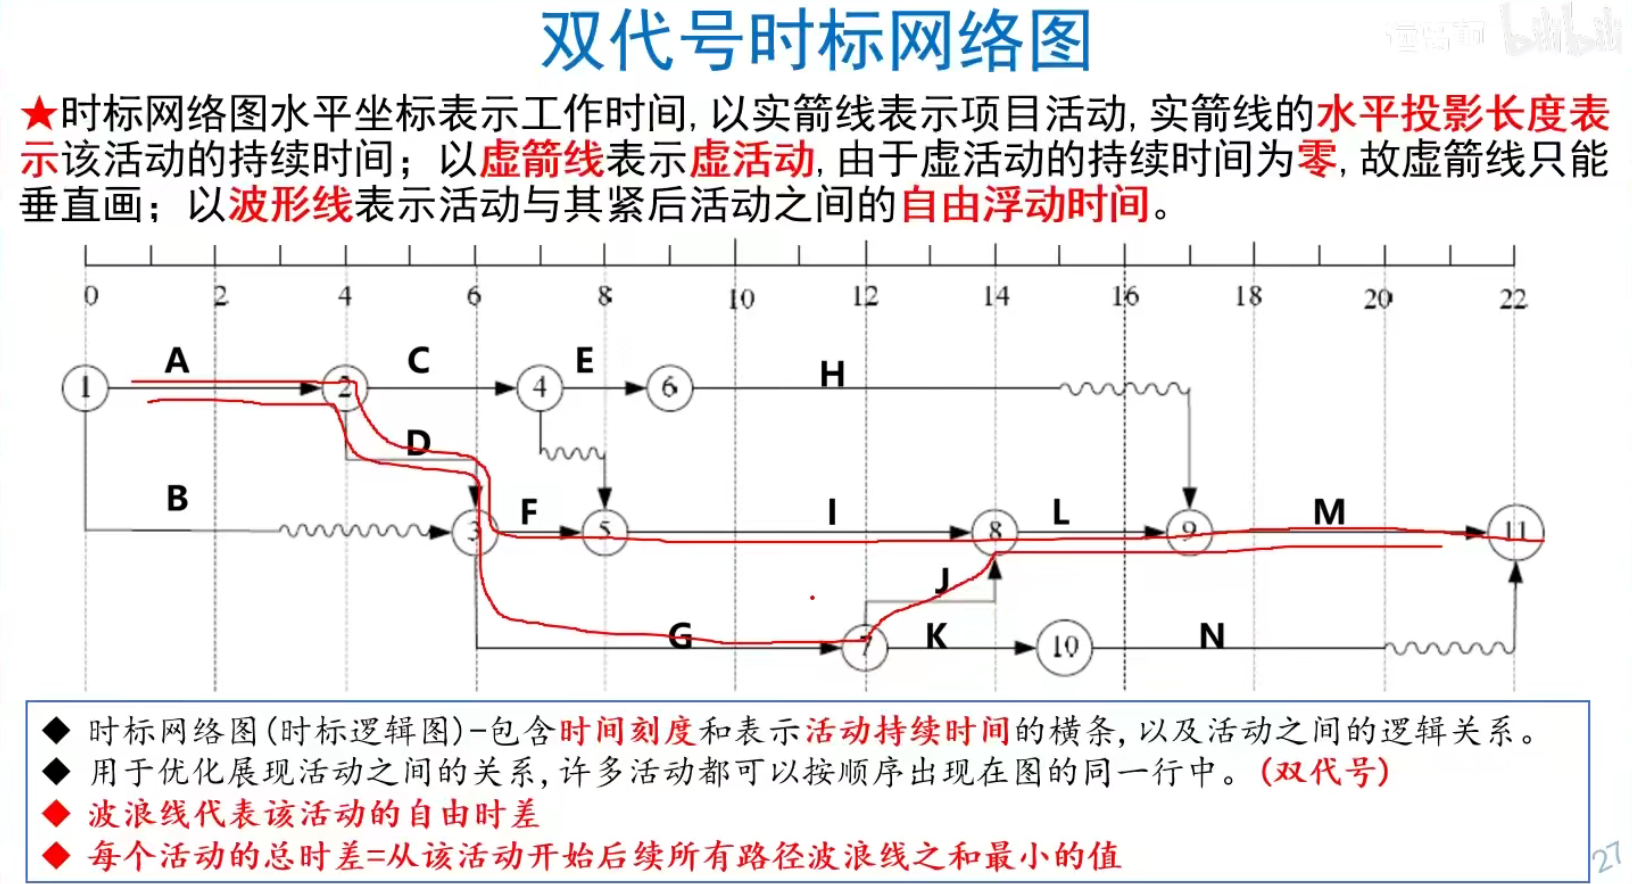 双代号时标网络图
bilibili
★时标网络图水平坐标表示工作时间,以实箭线表示项目活动,实箭线的水平投影长度表
示该活动的持续时间；以虚箭线表示虚活动,由于虚活动的持续时间为零,故虚箭线只能
垂直画；以波形线表示活动与其紧后活动之间的自由浮动时间。
0 2 4 6 8 10 12 14 16 18 20 22
A C E H
1 2 4 6
D
B F I L M
3 5 8 9 11
J
G K N
7 10
◆ 时标网络图(时标逻辑图)-包含时间刻度和表示活动持续时间的横条,以及活动之间的逻辑关系。
◆ 用于优化展现活动之间的关系,许多活动都可以按顺序出现在图的同一行中。(双代号)
◆ 波浪线代表该活动的自由时差
◆ 每个活动的总时差=从该活动开始后续所有路径波浪线之和最小的值
27